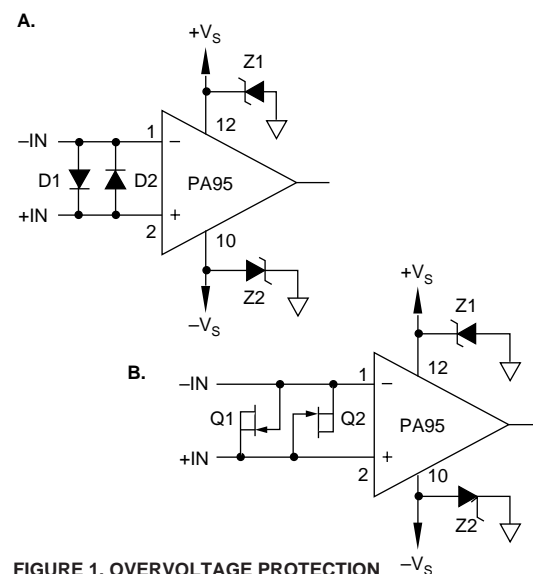 A.
+VS
Z1
12
–IN
1
–
D1
D2
PA95
+IN
+
2
10
Z2
–VS
B.
+VS
Z1
12
–IN
1
–
Q1
Q2
PA95
+IN
+
2
10
Z2
–VS
FIGURE 1. OVERVOLTAGE PROTECTION